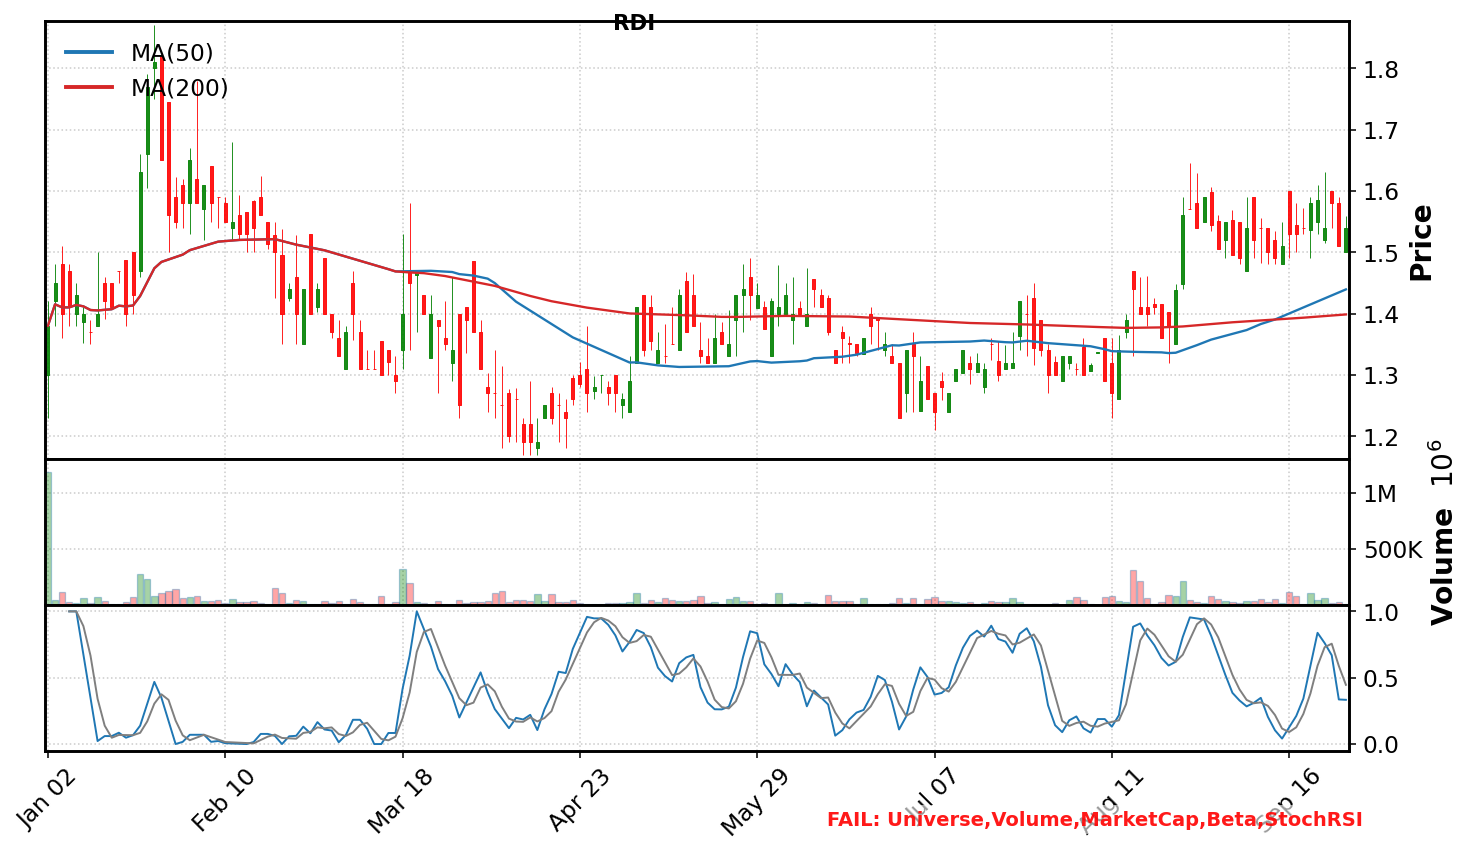 RDI
MA(50)
MA(200)
1.8
1.7
1.6
1.5
1.4
1.3
1.2
Price
1M
500K
Volume 10⁶
1.0
0.5
0.0
Jan 02
Feb 10
Mar 18
Apr 23
May 29
Jul 07
Aug 11
Sep 16
FAIL: Universe,Volume,MarketCap,Beta,StochRSI